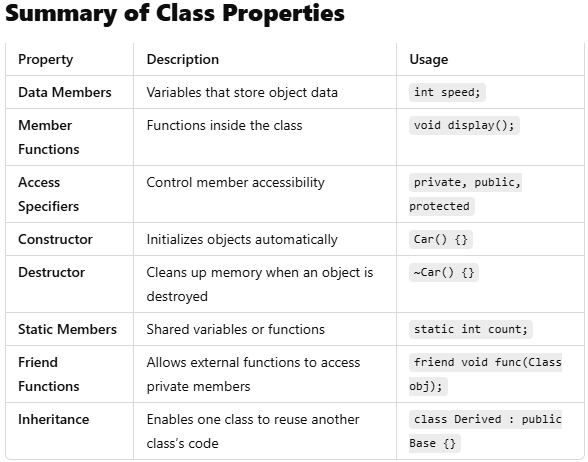 Summary of Class Properties
Property Description Usage
Data Members Variables that store object data int speed;
Member Functions inside the class void display();
Functions
Access Control member accessibility private, public,
Specifiers protected
Constructor Initializes objects automatically Car() {}
Destructor Cleans up memory when an object is ~Car() {}
destroyed
Static Members Shared variables or functions static int count;
Friend Allows external functions to access friend void func(Class
Functions private members obj);
Inheritance Enables one class to reuse another class Derived : public
class’s code Base {}